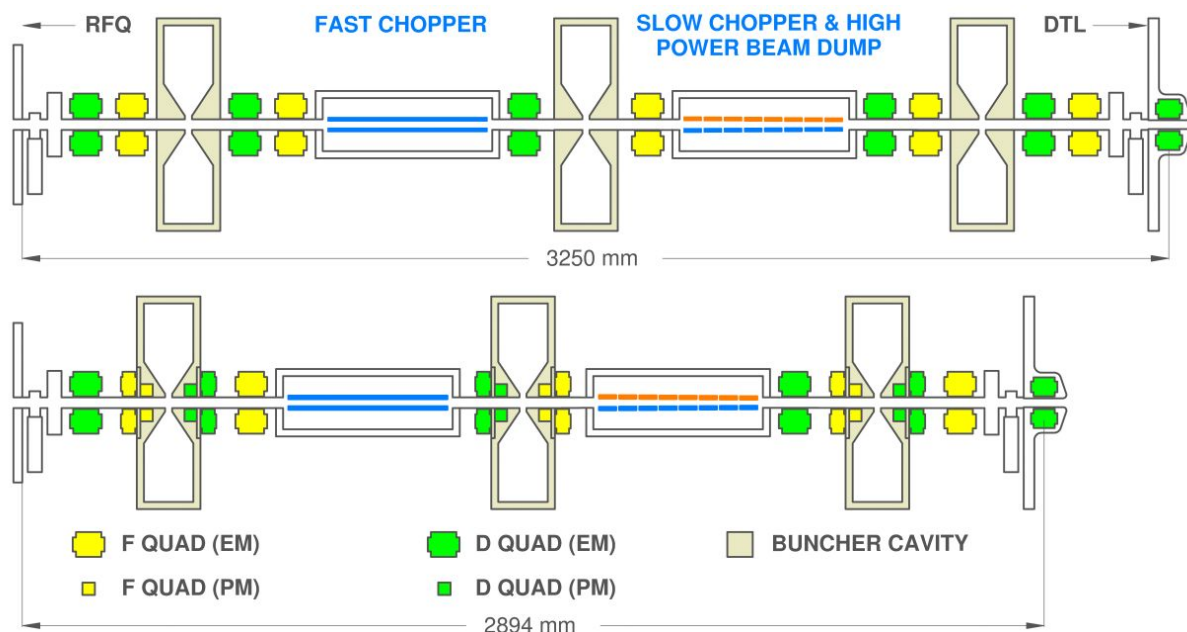 RFQ
FAST CHOPPER
SLOW CHOPPER & HIGH
POWER BEAM DUMP
DTL
3250 mm
F QUAD (EM)
D QUAD (EM)
BUNCHER CAVITY
F QUAD (PM)
D QUAD (PM)
2894 mm